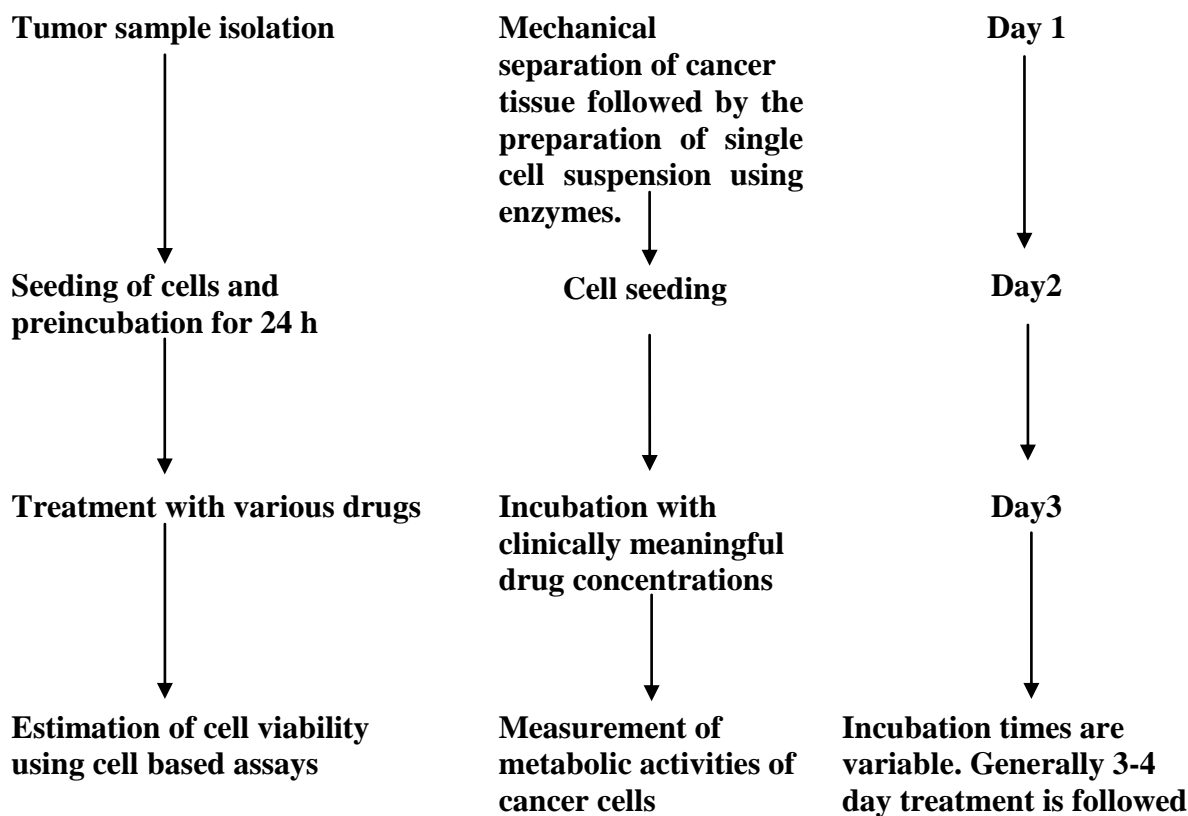 Tumor sample isolation
Mechanical
separation of cancer
tissue followed by the
preparation of single
cell suspension using
enzymes.
Day 1
Seeding of cells and
preincubation for 24 h
Cell seeding
Day2
Treatment with various drugs
Incubation with
clinically meaningful
drug concentrations
Day3
Estimation of cell viability
using cell based assays
Measurement of
metabolic activities of
cancer cells
Incubation times are
variable. Generally 3-4
day treatment is followed